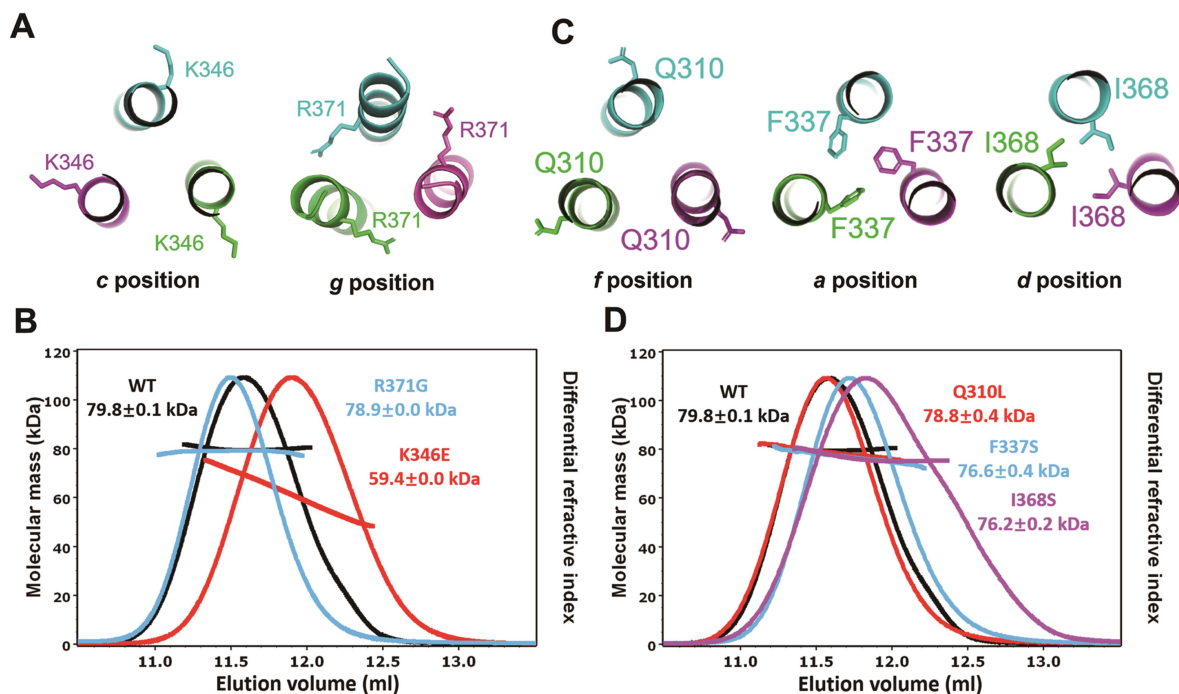 A
K346
K346
K346
c position
R371
R371
R371
g position
C
Q310
Q310
Q310
f position
F337
F337
F337
a position
I368
I368
I368
d position
B
Molecular mass (kDa)
120
100
80
60
40
20
0
WT
79.8±0.1 kDa
R371G
78.9±0.0 kDa
K346E
59.4±0.0 kDa
11.0 11.5 12.0 12.5 13.0
Elution volume (ml)
Differential refractive index
D
Molecular mass (kDa)
120
100
80
60
40
20
0
WT
79.8±0.1 kDa
Q310L
78.8±0.4 kDa
F337S
76.6±0.4 kDa
I368S
76.2±0.2 kDa
11.0 11.5 12.0 12.5 13.0
Elution volume (ml)
Differential refractive index